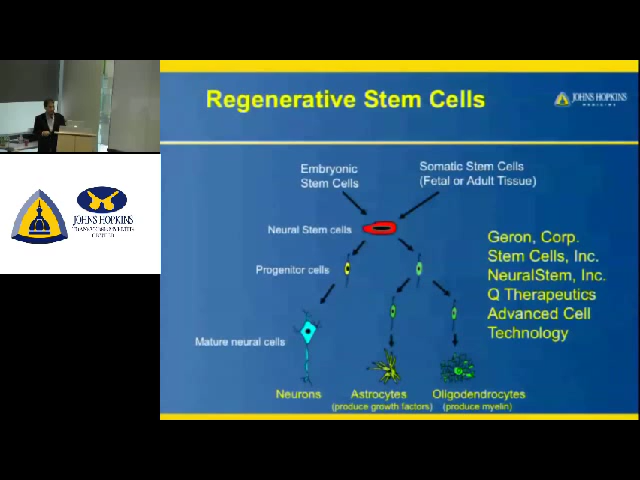 Regenerative Stem Cells
JOHNS HOPKINS
MEDICINE
Embryonic
Stem Cells
Somatic Stem Cells
(Fetal or Adult Tissue)
Neural Stem cells
Progenitor cells
Mature neural cells
Geron, Corp.
Stem Cells, Inc.
NeuralStem, Inc.
Q Therapeutics
Advanced Cell
Technology
Neurons
Astrocytes
(produce growth factors)
Oligodendrocytes
(produce myelin)
JOHNS HOPKINS